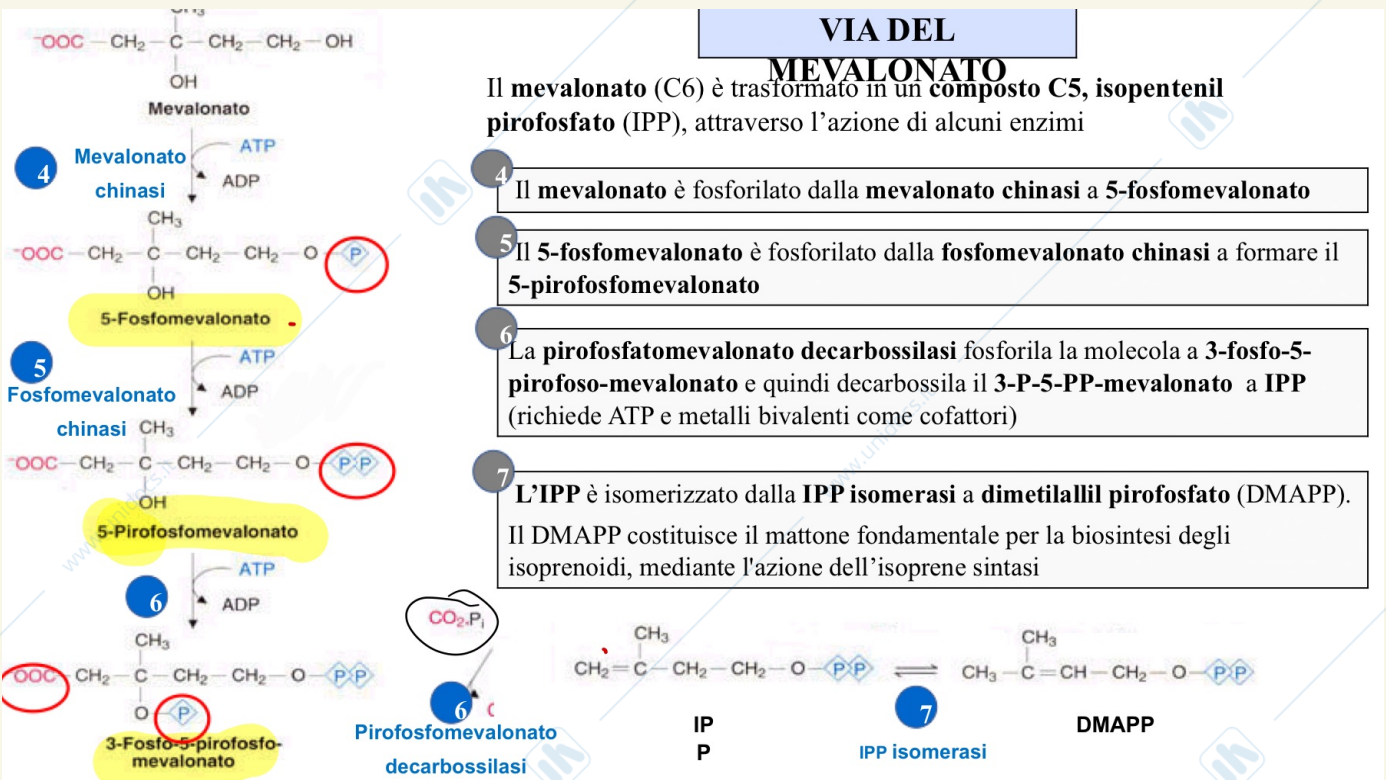 VIA DEL
MEVALONATO
Il mevalonato (C6) è trasformato in un composto C5, isopentenil
pirofosfato (IPP), attraverso l'azione di alcuni enzimi
4
Il mevalonato è fosforilato dalla mevalonato chinasi a 5-fosfomevalonato
5
Il 5-fosfomevalonato è fosforilato dalla fosfomevalonato chinasi a formare il
5-pirofosfomevalonato
6
La pirofosfatomevalonato decarbossilasi fosforila la molecola a 3-fosfo-5-
pirofoso-mevalonato e quindi decarbossila il 3-P-5-PP-mevalonato a IPP
(richiede ATP e metalli bivalenti come cofattori)
7
L'IPP è isomerizzato dalla IPP isomerasi a dimetilallil pirofosfato (DMAPP).
Il DMAPP costituisce il mattone fondamentale per la biosintesi degli
isoprenoidi, mediante l'azione dell'isoprene sintasi
CH₃
⁻OOC — CH₂ — C — CH₂ — CH₂ — OH
OH
Mevalonato
4
Mevalonato
chinasi
ATP
ADP
CH₃
⁻OOC — CH₂ — C — CH₂ — CH₂ — O — P
OH
5-Fosfomevalonato
5
Fosfomevalonato
chinasi
ATP
ADP
CH₃
⁻OOC — CH₂ — C — CH₂ — CH₂ — O — P P
OH
5-Pirofosfomevalonato
6
ATP
ADP
CH₃
OOC CH₂ — C — CH₂ — CH₂ — O — P P
O — P
3-Fosfo-5-pirofosfo-
mevalonato
CO₂,Pᵢ
6
Pirofosfomevalonato
decarbossilasi
CH₃
CH₂ = C — CH₂ — CH₂ — O — P P
IP
P
7
IPP isomerasi
CH₃
CH₃ — C = CH — CH₂ — O — P P
DMAPP